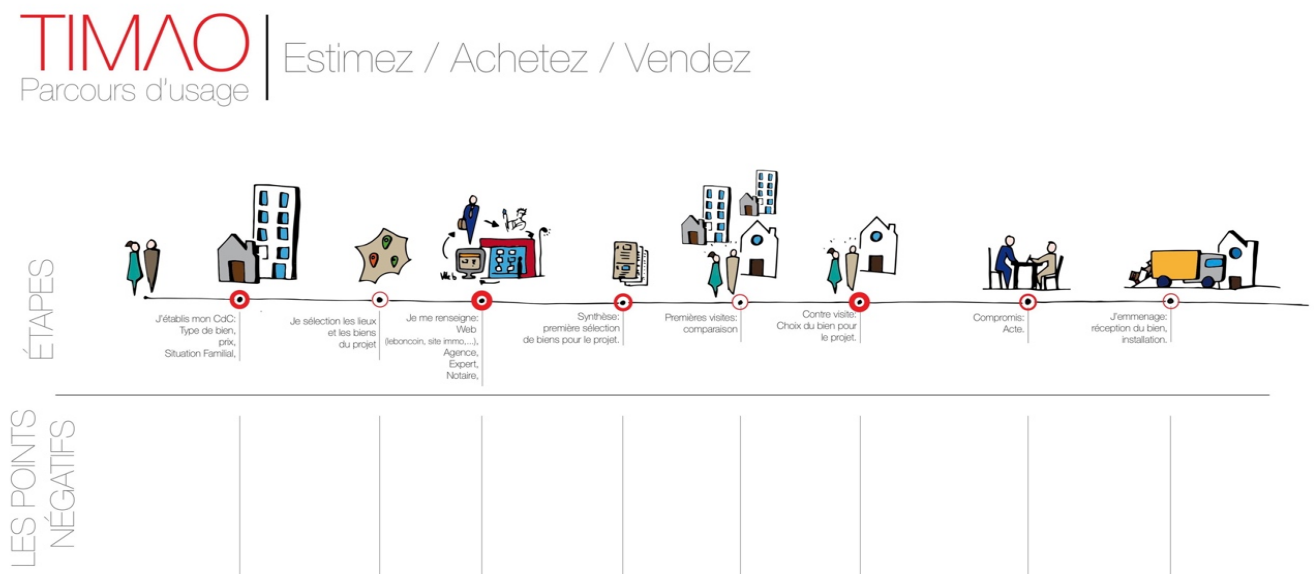 TIMAO
Parcours d'usage
Estimez / Achetez / Vendez
ÉTAPES
J'établis mon CdC:
Type de bien,
prix,
Situation Familial,
Je sélection les lieux
et les biens
du projet
Je me renseigne:
Web
(leboncoin, site immo,...),
Agence,
Expert,
Notaire,
Synthèse:
première sélection
de biens pour le projet.
Premières visites:
comparaison
Contre visite:
Choix du bien pour
le projet.
Compromis:
Acte.
J'emmenage:
réception du bien,
installation.
LES POINTS
NÉGATIFS